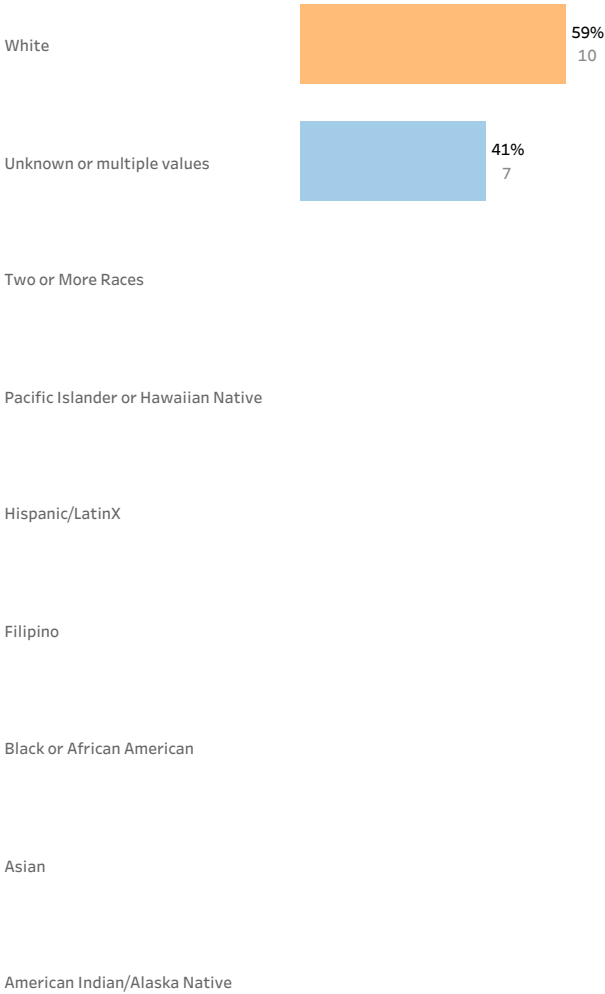 White
59%
10
Unknown or multiple values
41%
7
Two or More Races
Pacific Islander or Hawaiian Native
Hispanic/LatinX
Filipino
Black or African American
Asian
American Indian/Alaska Native